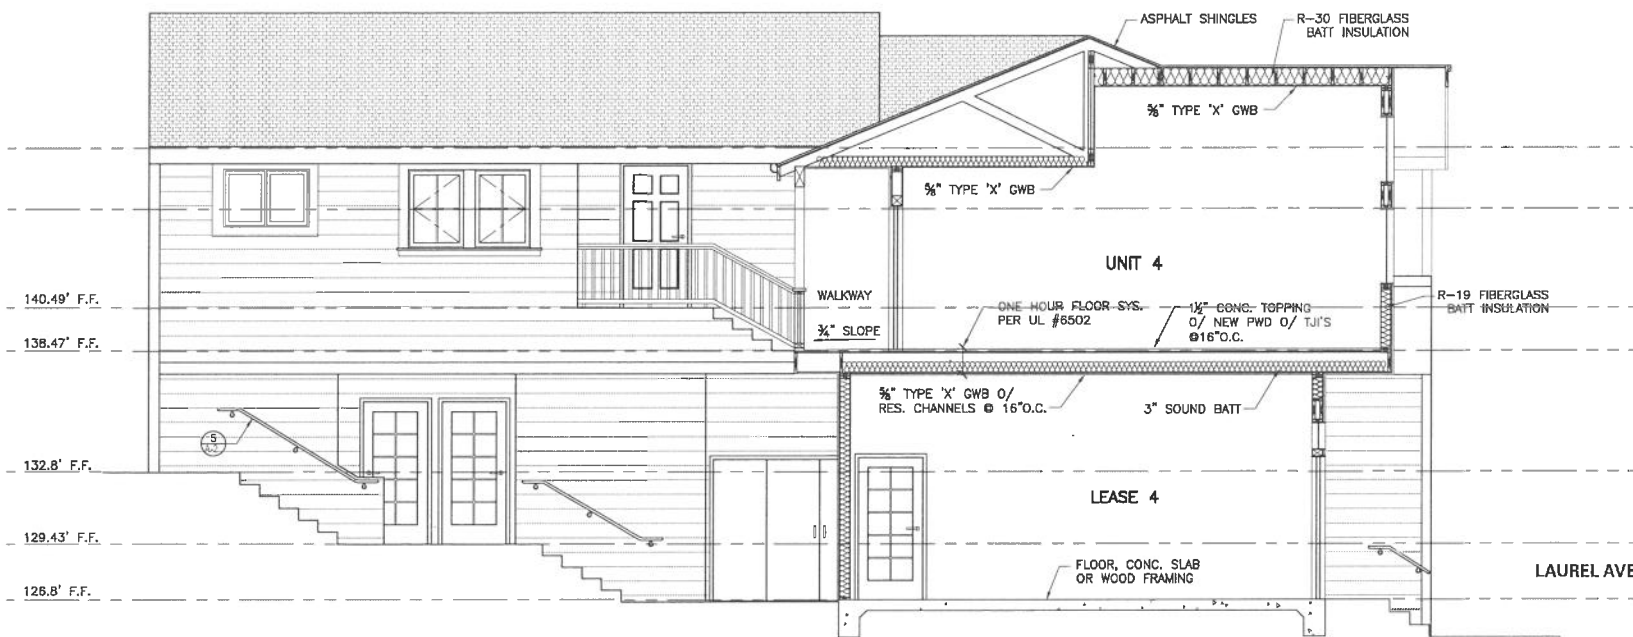 ASPHALT SHINGLES
R-30 FIBERGLASS
BATT INSULATION
⅝" TYPE 'X' GWB
⅝" TYPE 'X' GWB
UNIT 4
140.49' F.F.
WALKWAY
ONE HOUR FLOOR SYS.
PER UL #6502
1½" CONC. TOPPING
O/ NEW PWD O/ TJI'S
@16"O.C.
R-19 FIBERGLASS
BATT INSULATION
¾" SLOPE
138.47' F.F.
⅝" TYPE 'X' GWB O/
RES. CHANNELS @ 16"O.C.
3" SOUND BATT
5
132.8' F.F.
LEASE 4
129.43' F.F.
FLOOR, CONC. SLAB
OR WOOD FRAMING
LAUREL AVE
126.8' F.F.